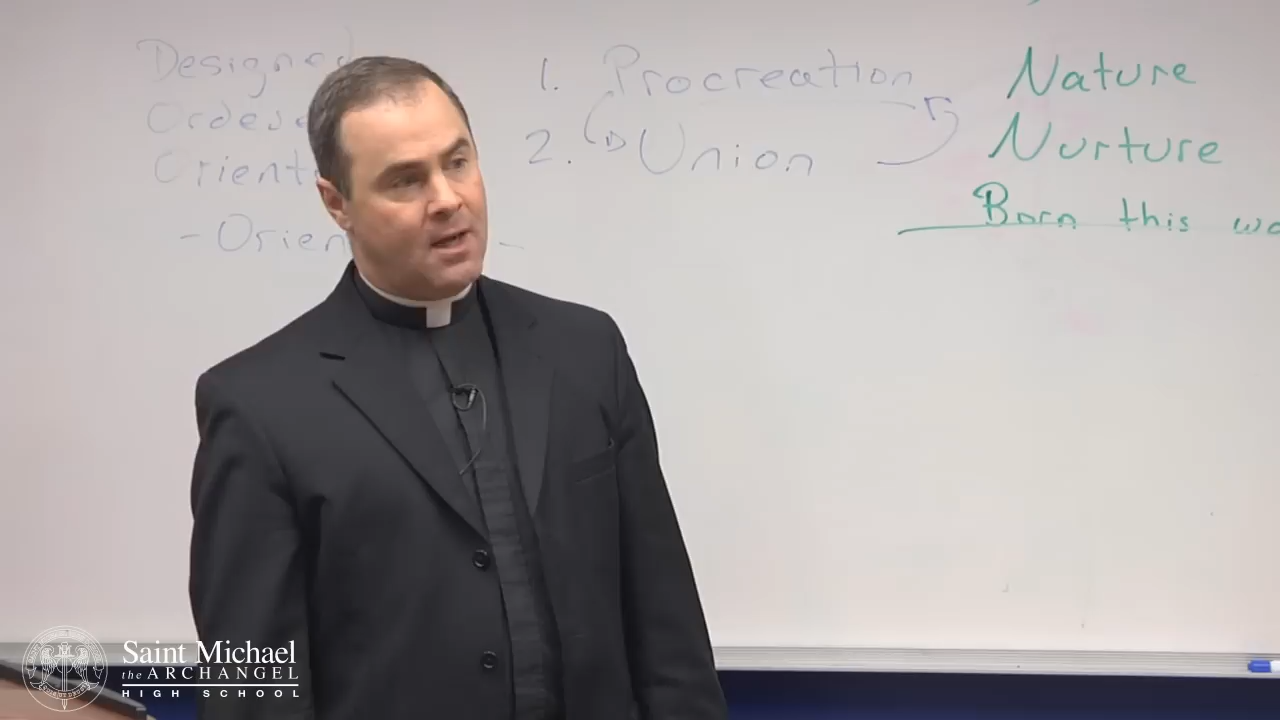 Designed
1. Procreation
Nature
2. Union
Nurture
Born this
Saint Michael
the ARCHANGEL
HIGH SCHOOL